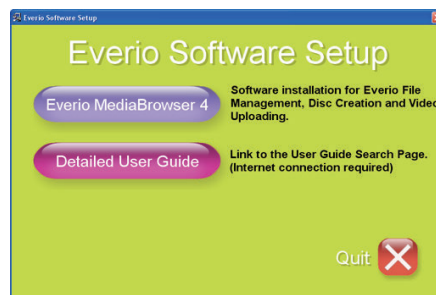 Everio Software Setup
Everio Software Setup
Everio MediaBrowser 4
Software installation for Everio File
Management, Disc Creation and Video
Uploading.
Detailed User Guide
Link to the User Guide Search Page.
(Internet connection required)
Quit